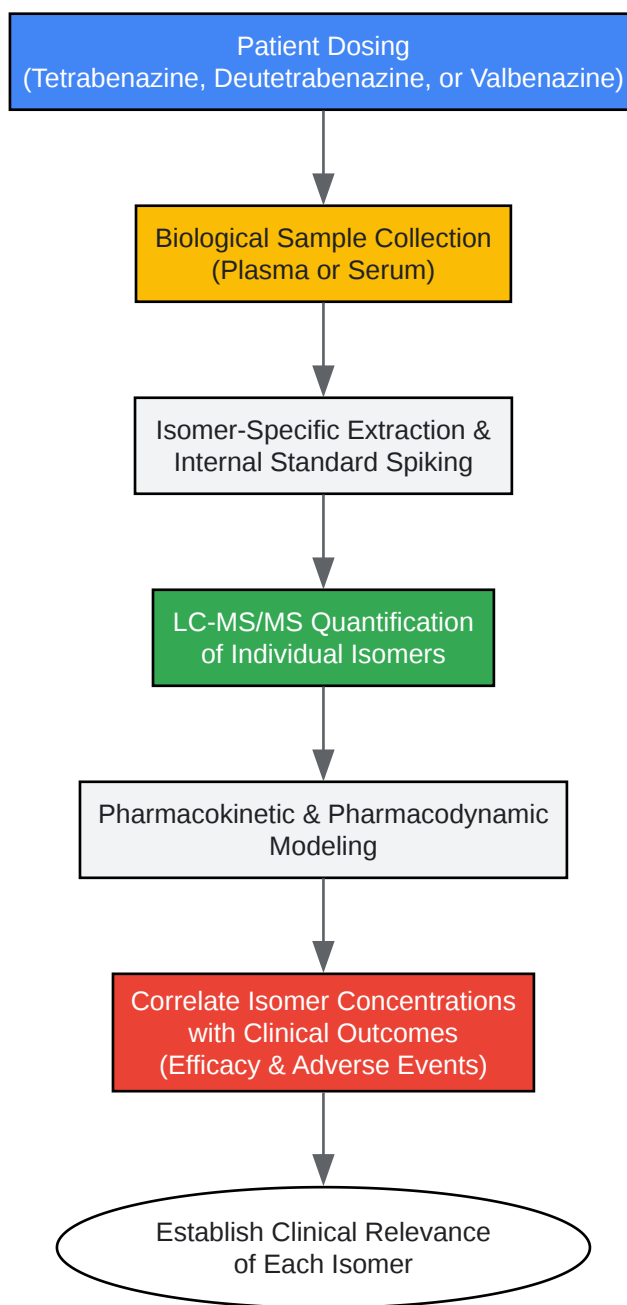 Patient Dosing
(Tetrabenazine, Deutetrabenazine, or Valbenazine)
Biological Sample Collection
(Plasma or Serum)
Isomer-Specific Extraction &
Internal Standard Spiking
LC-MS/MS Quantification
of Individual Isomers
Pharmacokinetic & Pharmacodynamic
Modeling
Correlate Isomer Concentrations
with Clinical Outcomes
(Efficacy & Adverse Events)
Establish Clinical Relevance
of Each Isomer